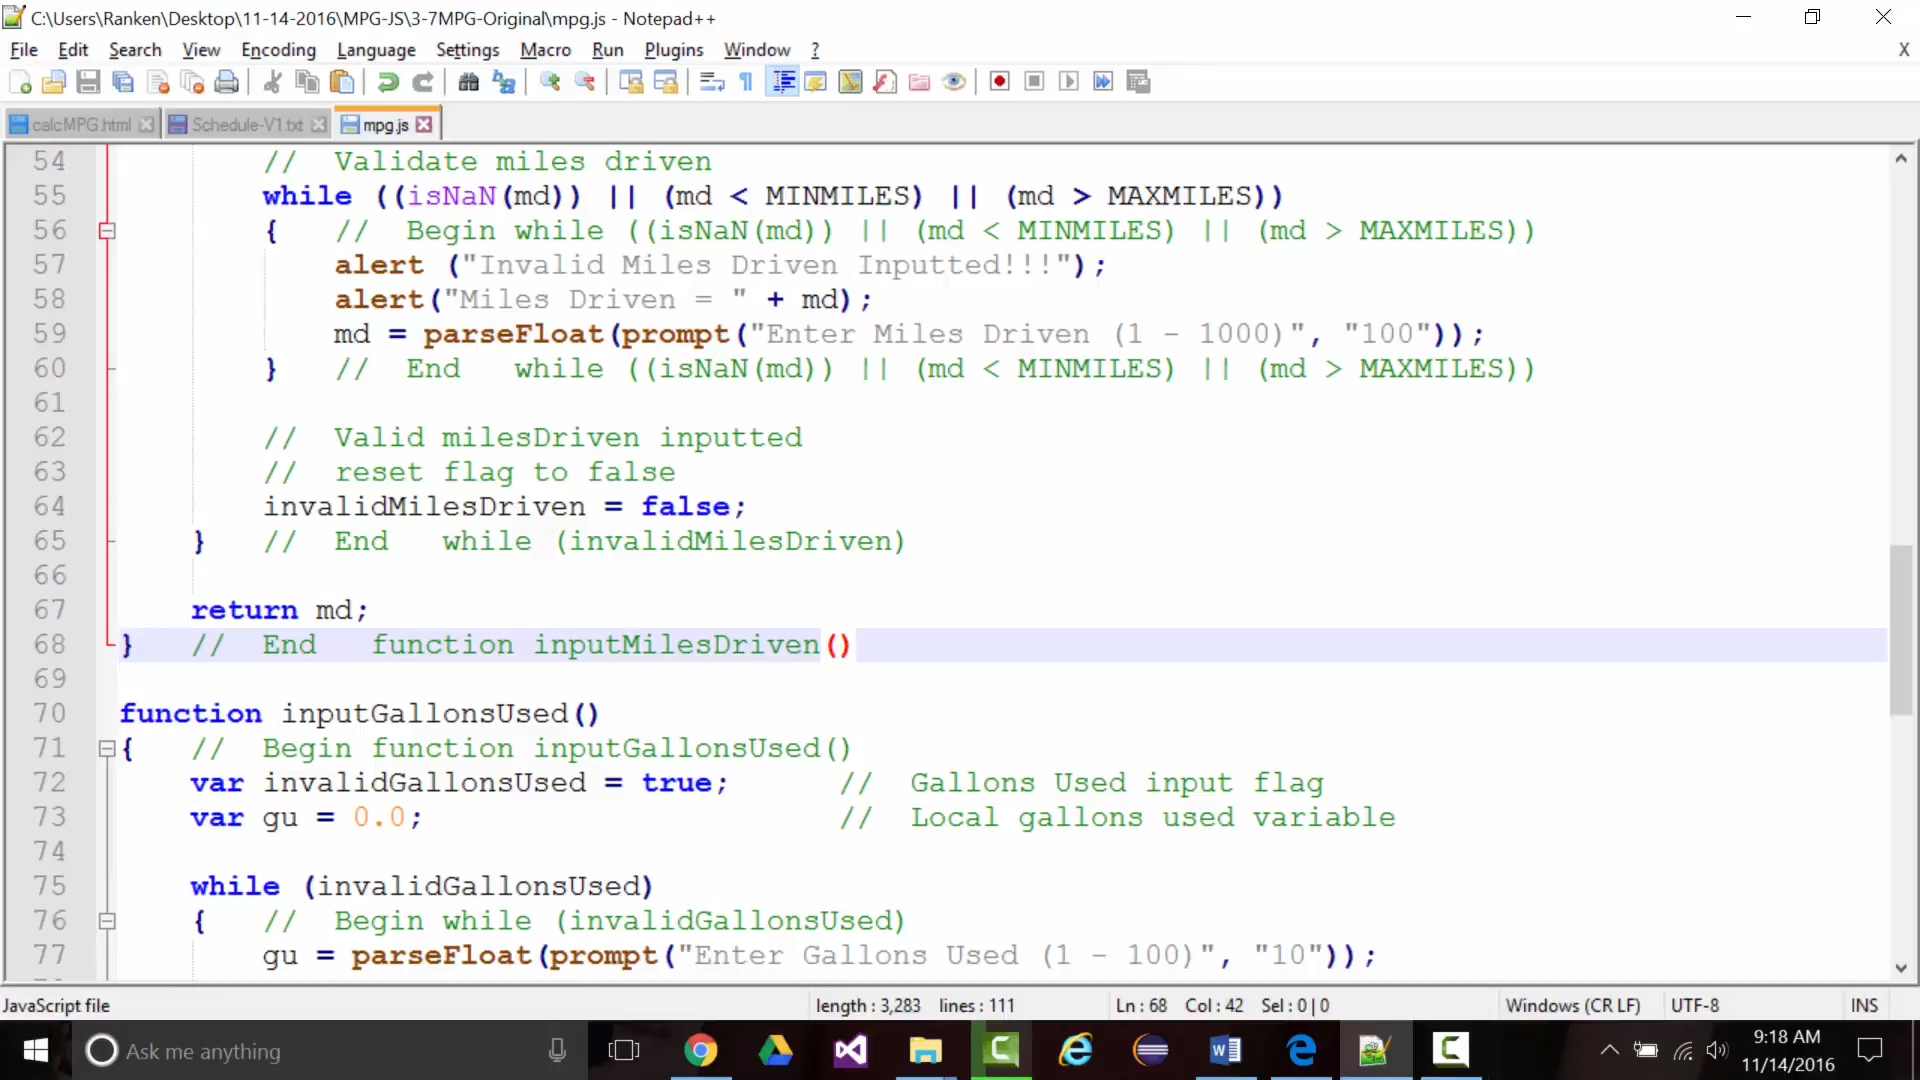 C:\Users\Ranken\Desktop\11-14-2016\MPG-JS\3-7MPG-Original\mpg.js - Notepad++
File Edit Search View Encoding Language Settings Macro Run Plugins Window ? X
calcMPG.html Schedule-V1.txt mpg.js
54 // Validate miles driven
55 while ((isNaN(md)) || (md < MINMILES) || (md > MAXMILES))
56 { // Begin while ((isNaN(md)) || (md < MINMILES) || (md > MAXMILES))
57 alert ("Invalid Miles Driven Inputted!!!");
58 alert("Miles Driven = " + md);
59 md = parseFloat(prompt("Enter Miles Driven (1 - 1000)", "100"));
60 } // End while ((isNaN(md)) || (md < MINMILES) || (md > MAXMILES))
61
62 // Valid milesDriven inputted
63 // reset flag to false
64 invalidMilesDriven = false;
65 } // End while (invalidMilesDriven)
66
67 return md;
68 } // End function inputMilesDriven()
69
70 function inputGallonsUsed()
71 { // Begin function inputGallonsUsed()
72 var invalidGallonsUsed = true; // Gallons Used input flag
73 var gu = 0.0; // Local gallons used variable
74
75 while (invalidGallonsUsed)
76 { // Begin while (invalidGallonsUsed)
77 gu = parseFloat(prompt("Enter Gallons Used (1 - 100)", "10"));
JavaScript file length : 3,283 lines : 111 Ln : 68 Col : 42 Sel : 0 | 0 Windows (CR LF) UTF-8 INS
Ask me anything
9:18 AM
11/14/2016